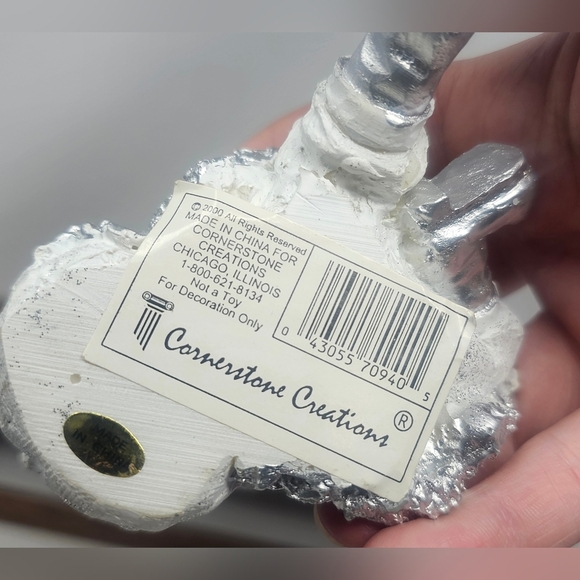 © 2000 All Rights Reserved
MADE IN CHINA FOR
CORNERSTONE
CREATIONS
CHICAGO, ILLINOIS
1-800-621-8134
Not a Toy
For Decoration Only
0 43055 70940 5
Cornerstone Creations ®